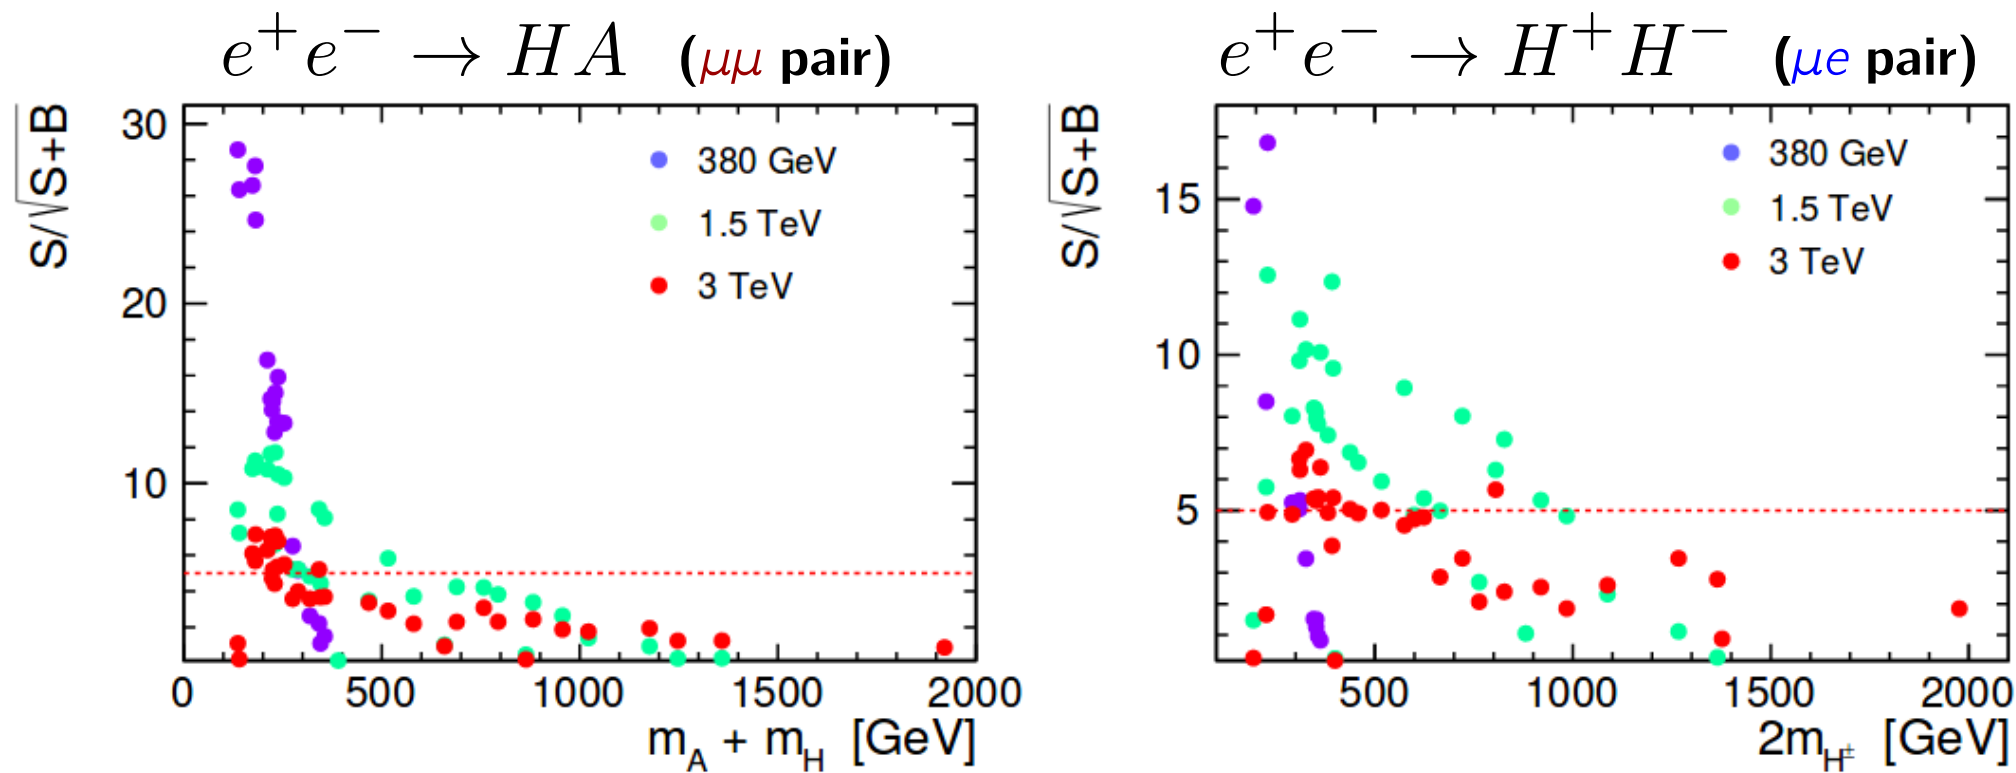 e⁺e⁻ → HA (μμ pair)
S/√S+B
30
20
10
380 GeV
1.5 TeV
3 TeV
0 500 1000 1500 2000
m_A + m_H [GeV]
e⁺e⁻ → H⁺H⁻ (μe pair)
S/√S+B
15
10
5
380 GeV
1.5 TeV
3 TeV
500 1000 1500 2000
2m_H± [GeV]